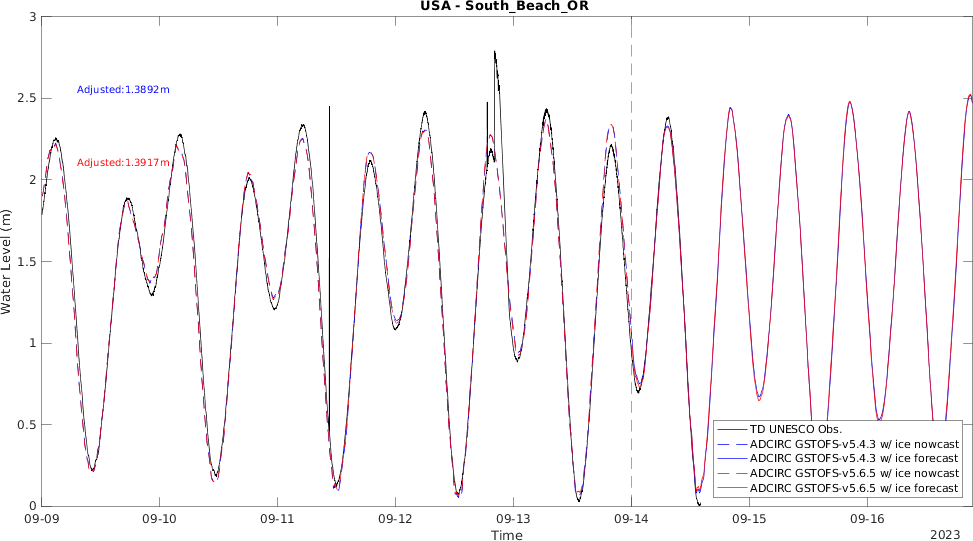 USA - South_Beach_OR
3
2.5
2
1.5
1
0.5
0
Water Level (m)
Adjusted:1.3892m
Adjusted:1.3917m
TD UNESCO Obs.
ADCIRC GSTOFS-v5.4.3 w/ ice nowcast
ADCIRC GSTOFS-v5.4.3 w/ ice forecast
ADCIRC GSTOFS-v5.6.5 w/ ice nowcast
ADCIRC GSTOFS-v5.6.5 w/ ice forecast
09-09 09-10 09-11 09-12 09-13 09-14 09-15 09-16
Time
2023